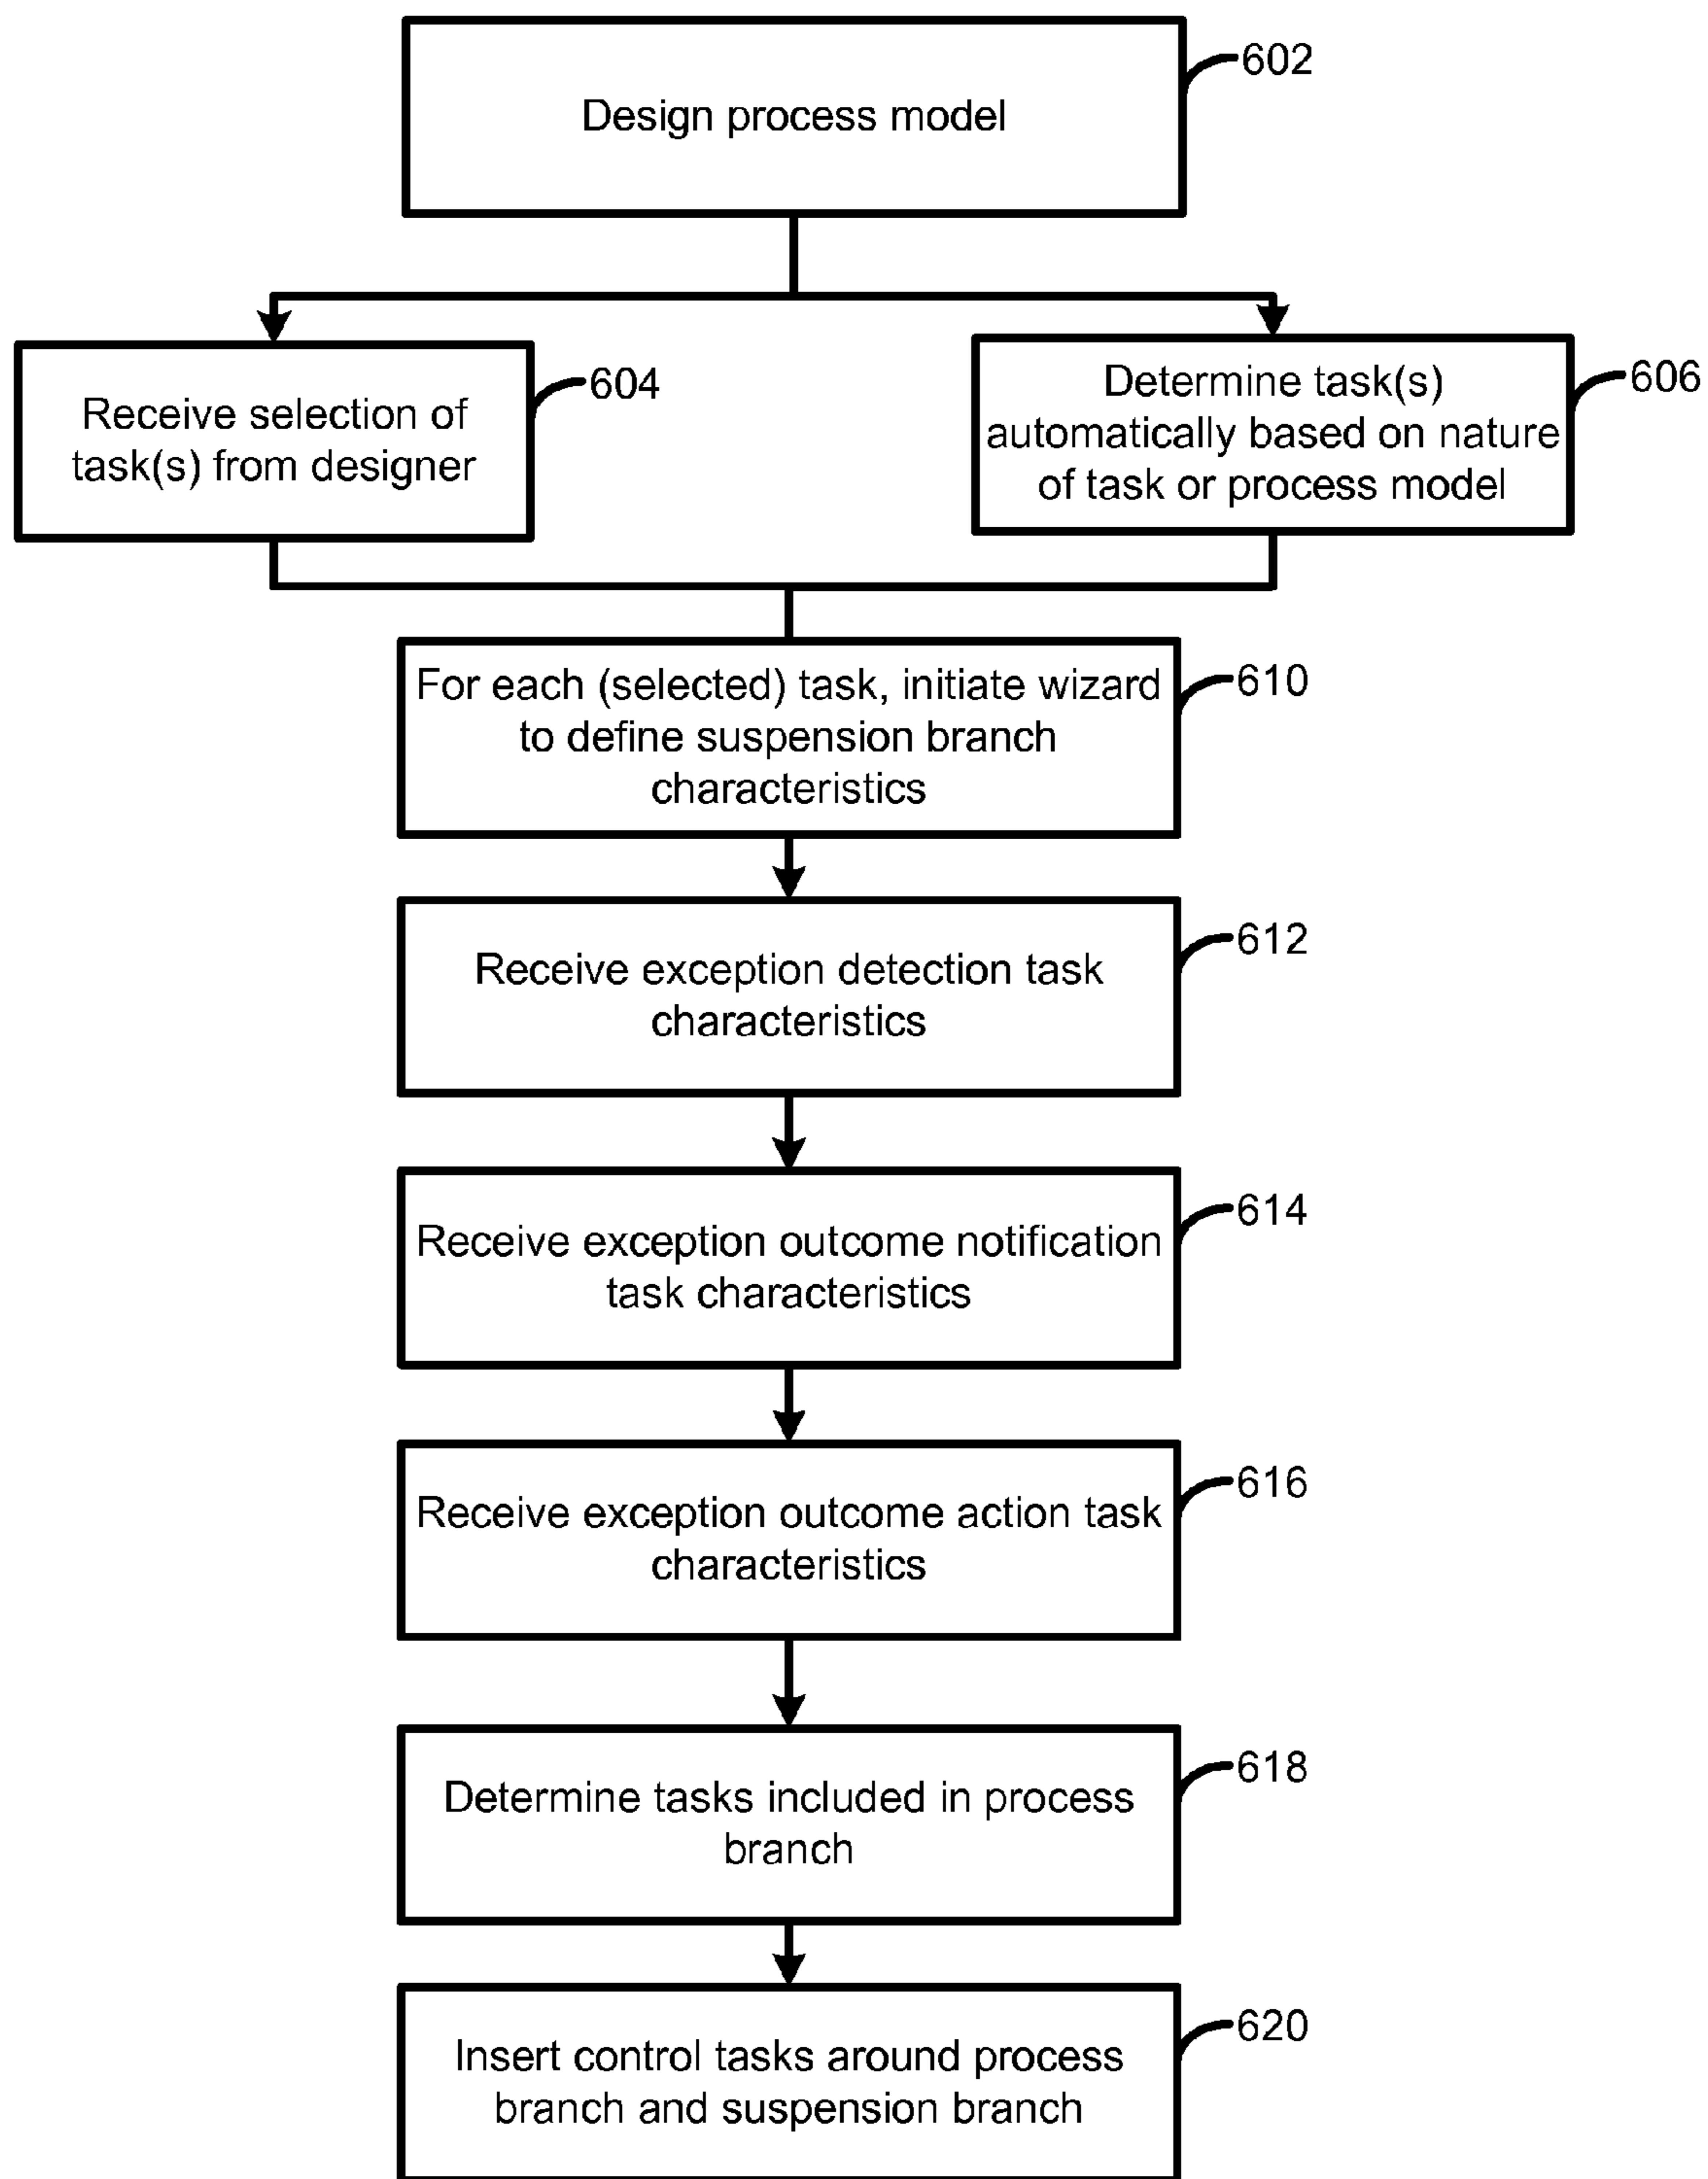 Design process model
602
Receive selection of
task(s) from designer
604
Determine task(s)
automatically based on nature
of task or process model
606
For each (selected) task, initiate wizard
to define suspension branch
characteristics
610
Receive exception detection task
characteristics
612
Receive exception outcome notification
task characteristics
614
Receive exception outcome action task
characteristics
616
Determine tasks included in process
branch
618
Insert control tasks around process
branch and suspension branch
620